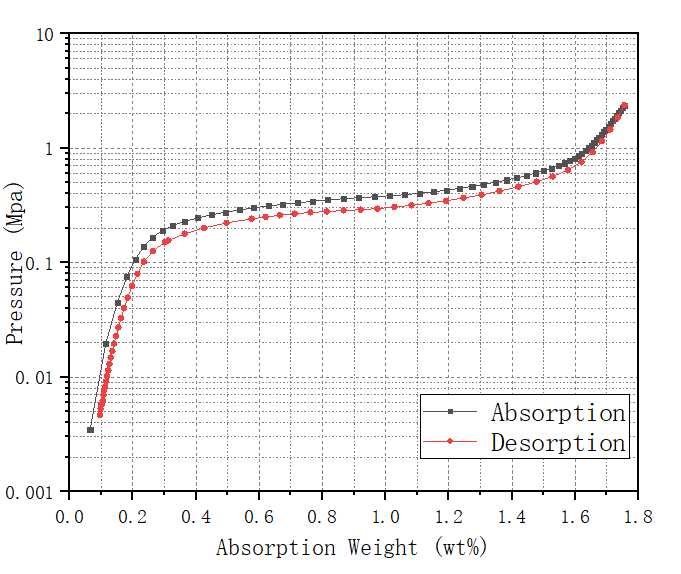 10
1
0.1
0.01
0.001
Pressure (Mpa)
Absorption
Desorption
0.0 0.2 0.4 0.6 0.8 1.0 1.2 1.4 1.6 1.8
Absorption Weight (wt%)